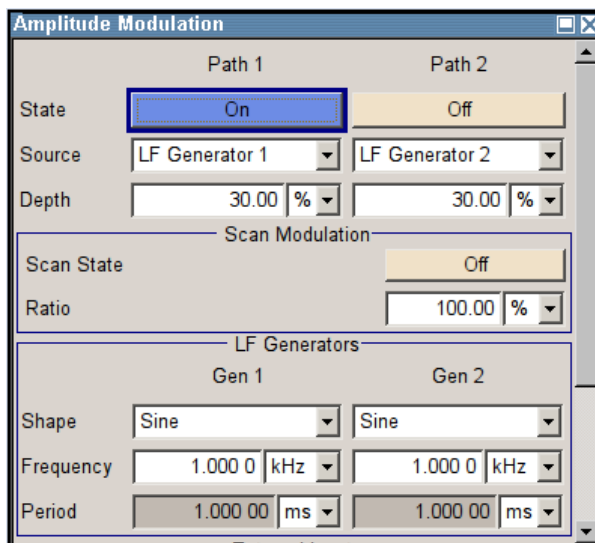 Amplitude Modulation
Path 1 Path 2
State On Off
Source LF Generator 1 LF Generator 2
Depth 30.00 % 30.00 %
Scan Modulation
Scan State Off
Ratio 100.00 %
LF Generators
Gen 1 Gen 2
Shape Sine Sine
Frequency 1.000 0 kHz 1.000 0 kHz
Period 1.000 00 ms 1.000 00 ms